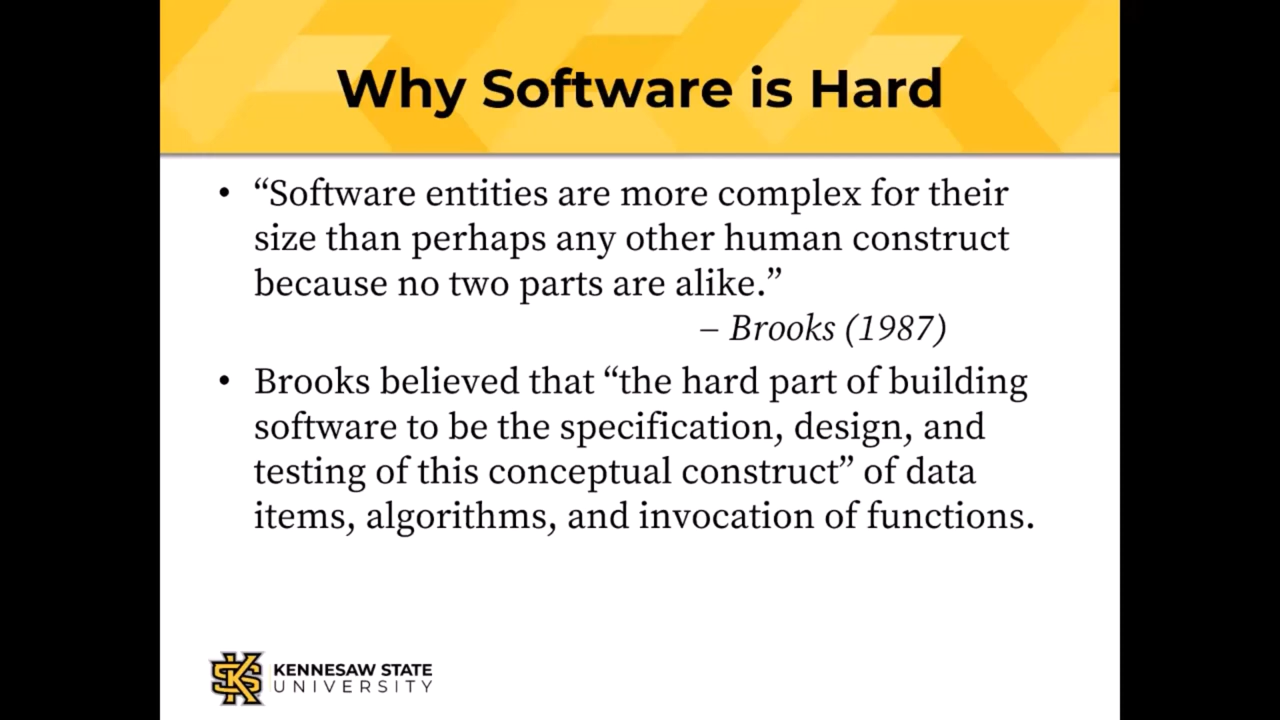 Why Software is Hard
• “Software entities are more complex for their
size than perhaps any other human construct
because no two parts are alike.”
– Brooks (1987)
• Brooks believed that “the hard part of building
software to be the specification, design, and
testing of this conceptual construct” of data
items, algorithms, and invocation of functions.
KENNESAW STATE
UNIVERSITY